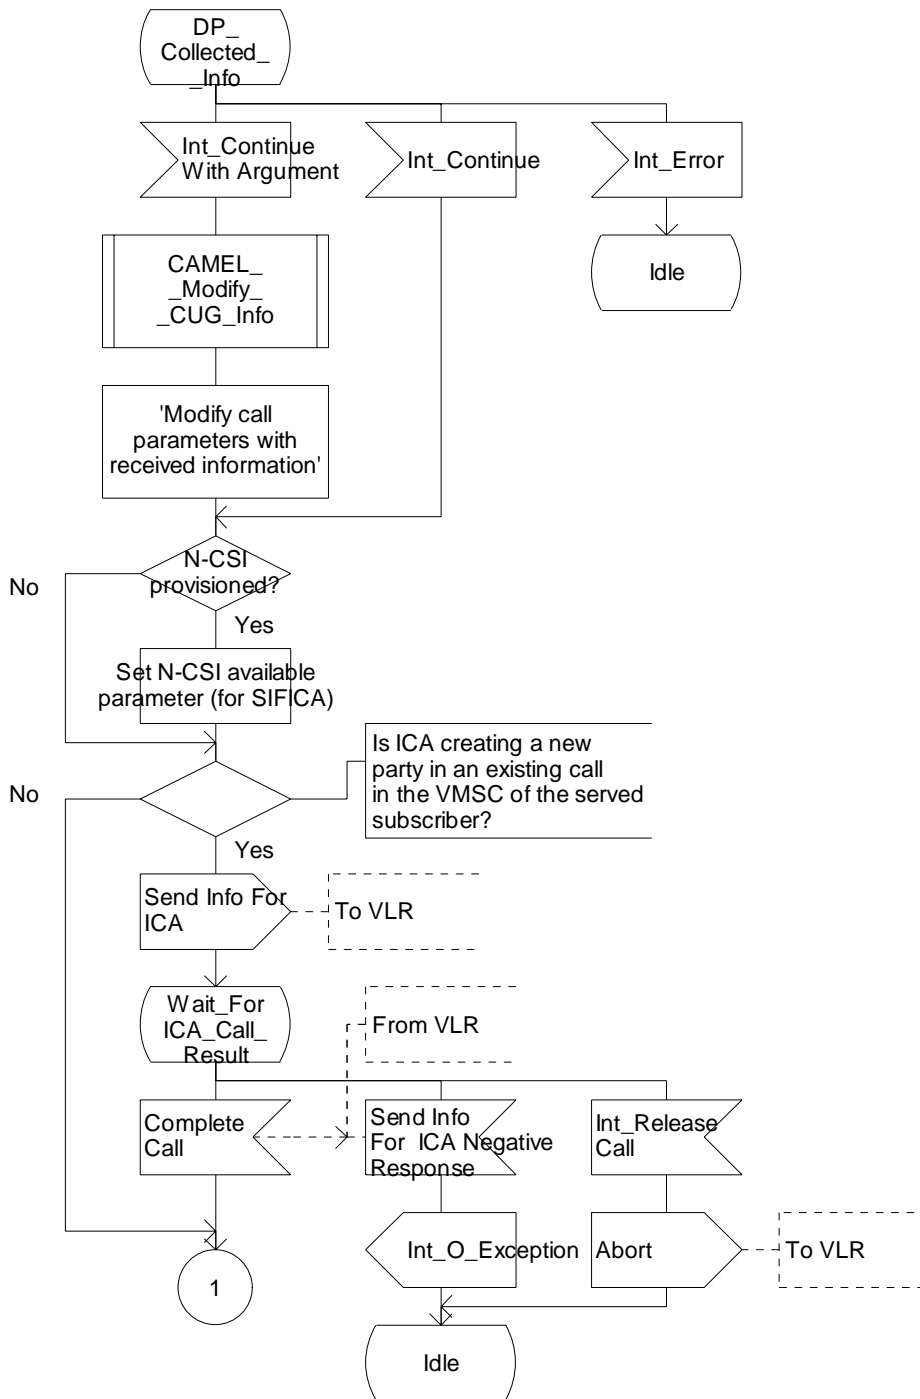 DP_
Collected_
_Info
Int_Continue
With Argument
Int_Continue
Int_Error
Idle
CAMEL_
_Modify_
_CUG_Info
'Modify call
parameters with
received information'
N-CSI
provisioned?
No
Yes
Set N-CSI available
parameter (for SIFICA)
Is ICA creating a new
party in an existing call
in the VMSC of the served
subscriber?
No
Yes
Send Info For
ICA
To VLR
Wait_For
ICA_Call_
Result
From VLR
Complete
Call
Send Info
For ICA Negative
Response
Int_Release
Call
Int_O_Exception
Abort
To VLR
1
Idle